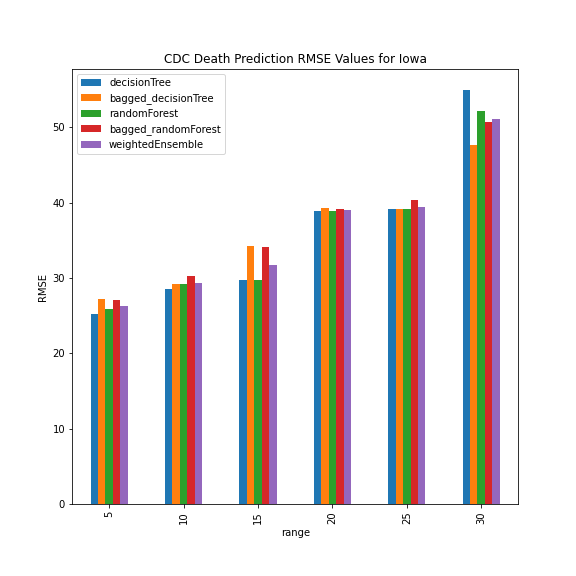 CDC Death Prediction RMSE Values for Iowa
decisionTree
bagged_decisionTree
randomForest
bagged_randomForest
weightedEnsemble
50
40
30
20
10
0
RMSE
5
10
15
20
25
30
range